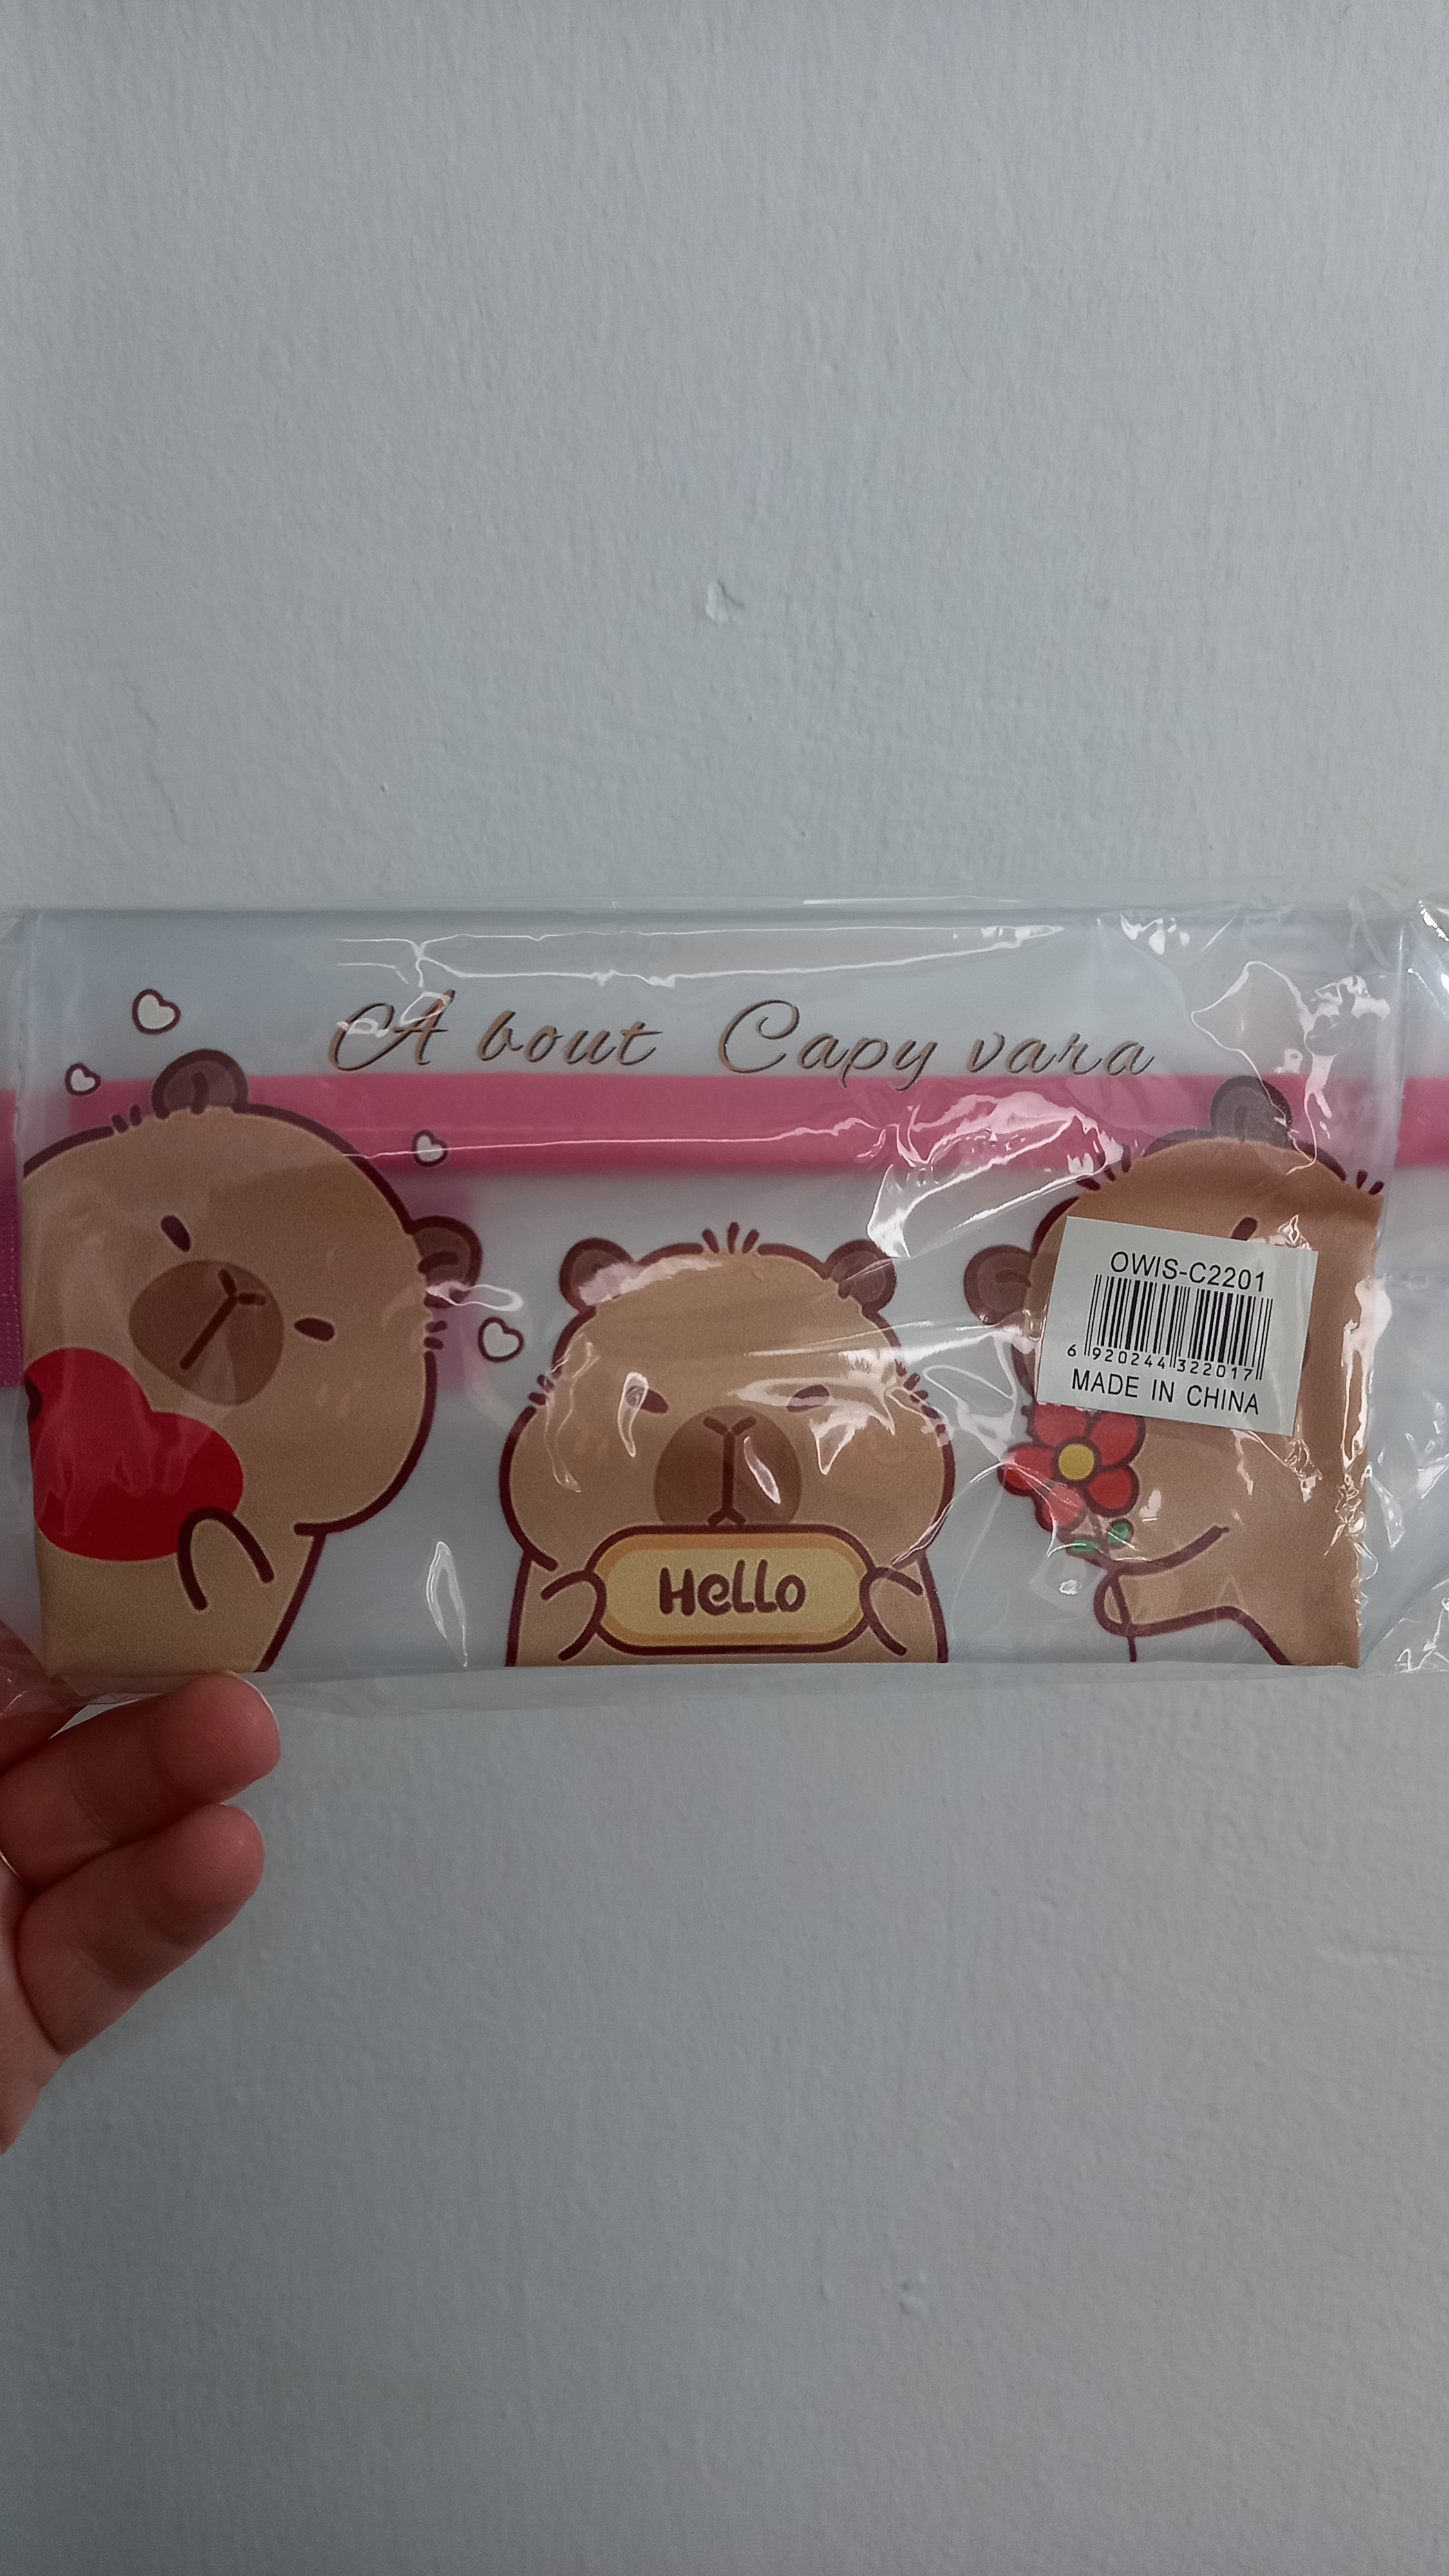 A bout Capy vara
OWIS-C2201
6 920244 322017
MADE IN CHINA
Hello